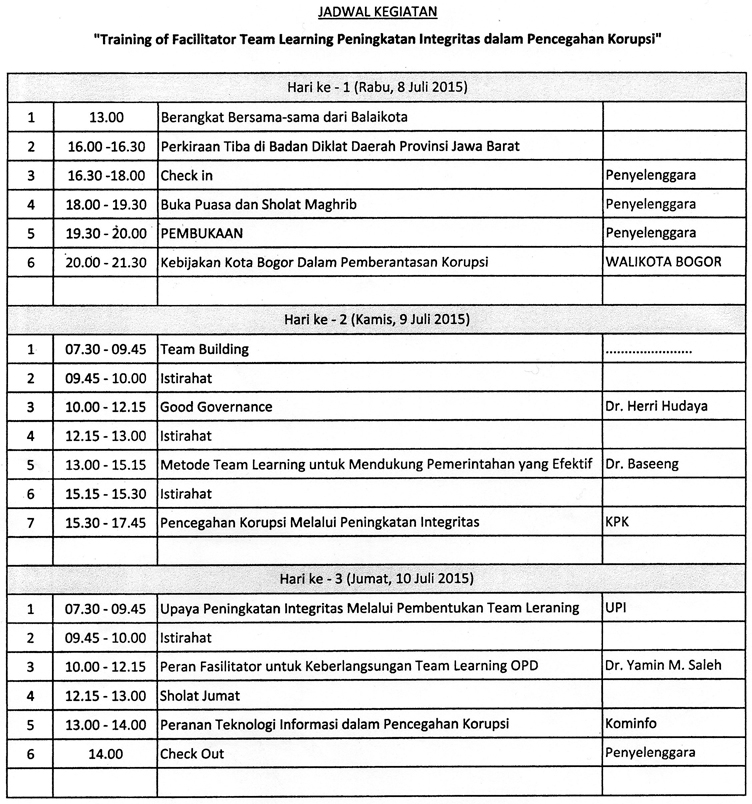 JADWAL KEGIATAN
"Training of Facilitator Team Learning Peningkatan Integritas dalam Pencegahan Korupsi"
Hari ke - 1 (Rabu, 8 Juli 2015)
1 13.00 Berangkat Bersama-sama dari Balaikota
2 16.00 -16.30 Perkiraan Tiba di Badan Diklat Daerah Provinsi Jawa Barat
3 16.30 -18.00 Check in Penyelenggara
4 18.00 - 19.30 Buka Puasa dan Sholat Maghrib Penyelenggara
5 19.30 - 20.00 PEMBUKAAN Penyelenggara
6 20.00 - 21.30 Kebijakan Kota Bogor Dalam Pemberantasan Korupsi WALIKOTA BOGOR
Hari ke - 2 (Kamis, 9 Juli 2015)
1 07.30 - 09.45 Team Building .......................
2 09.45 - 10.00 Istirahat
3 10.00 - 12.15 Good Governance Dr. Herri Hudaya
4 12.15 - 13.00 Istirahat
5 13.00 - 15.15 Metode Team Learning untuk Mendukung Pemerintahan yang Efektif Dr. Baseeng
6 15.15 - 15.30 Istirahat
7 15.30 - 17.45 Pencegahan Korupsi Melalui Peningkatan Integritas KPK
Hari ke - 3 (Jumat, 10 Juli 2015)
1 07.30 - 09.45 Upaya Peningkatan Integritas Melalui Pembentukan Team Leraning UPI
2 09.45 - 10.00 Istirahat
3 10.00 - 12.15 Peran Fasilitator untuk Keberlangsungan Team Learning OPD Dr. Yamin M. Saleh
4 12.15 - 13.00 Sholat Jumat
5 13.00 - 14.00 Peranan Teknologi Informasi dalam Pencegahan Korupsi Kominfo
6 14.00 Check Out Penyelenggara